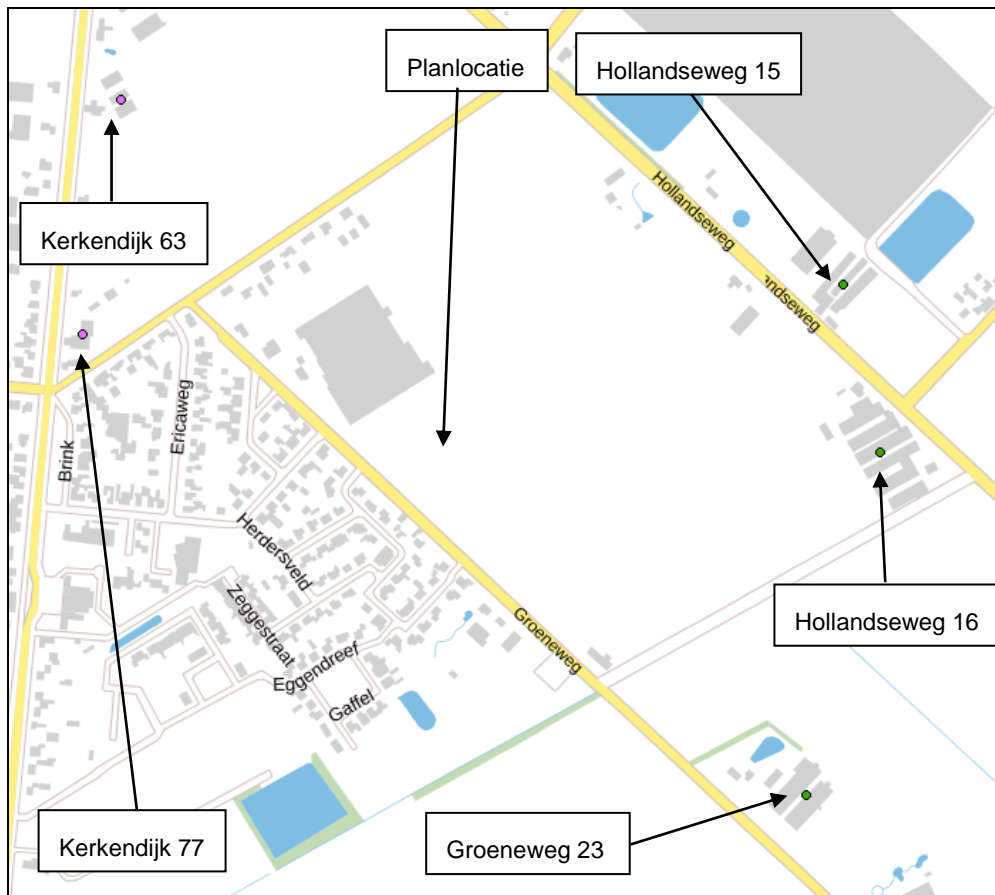 Planlocatie
Hollandseweg 15
Hollandseweg
Kerkendijk 63
andseweg
Ericaweg
Brink
Herdersveld
Zeggestraat
Hollandseweg 16
Groeneweg
Eggendreef
Gaffel
Kerkendijk 77
Groeneweg 23